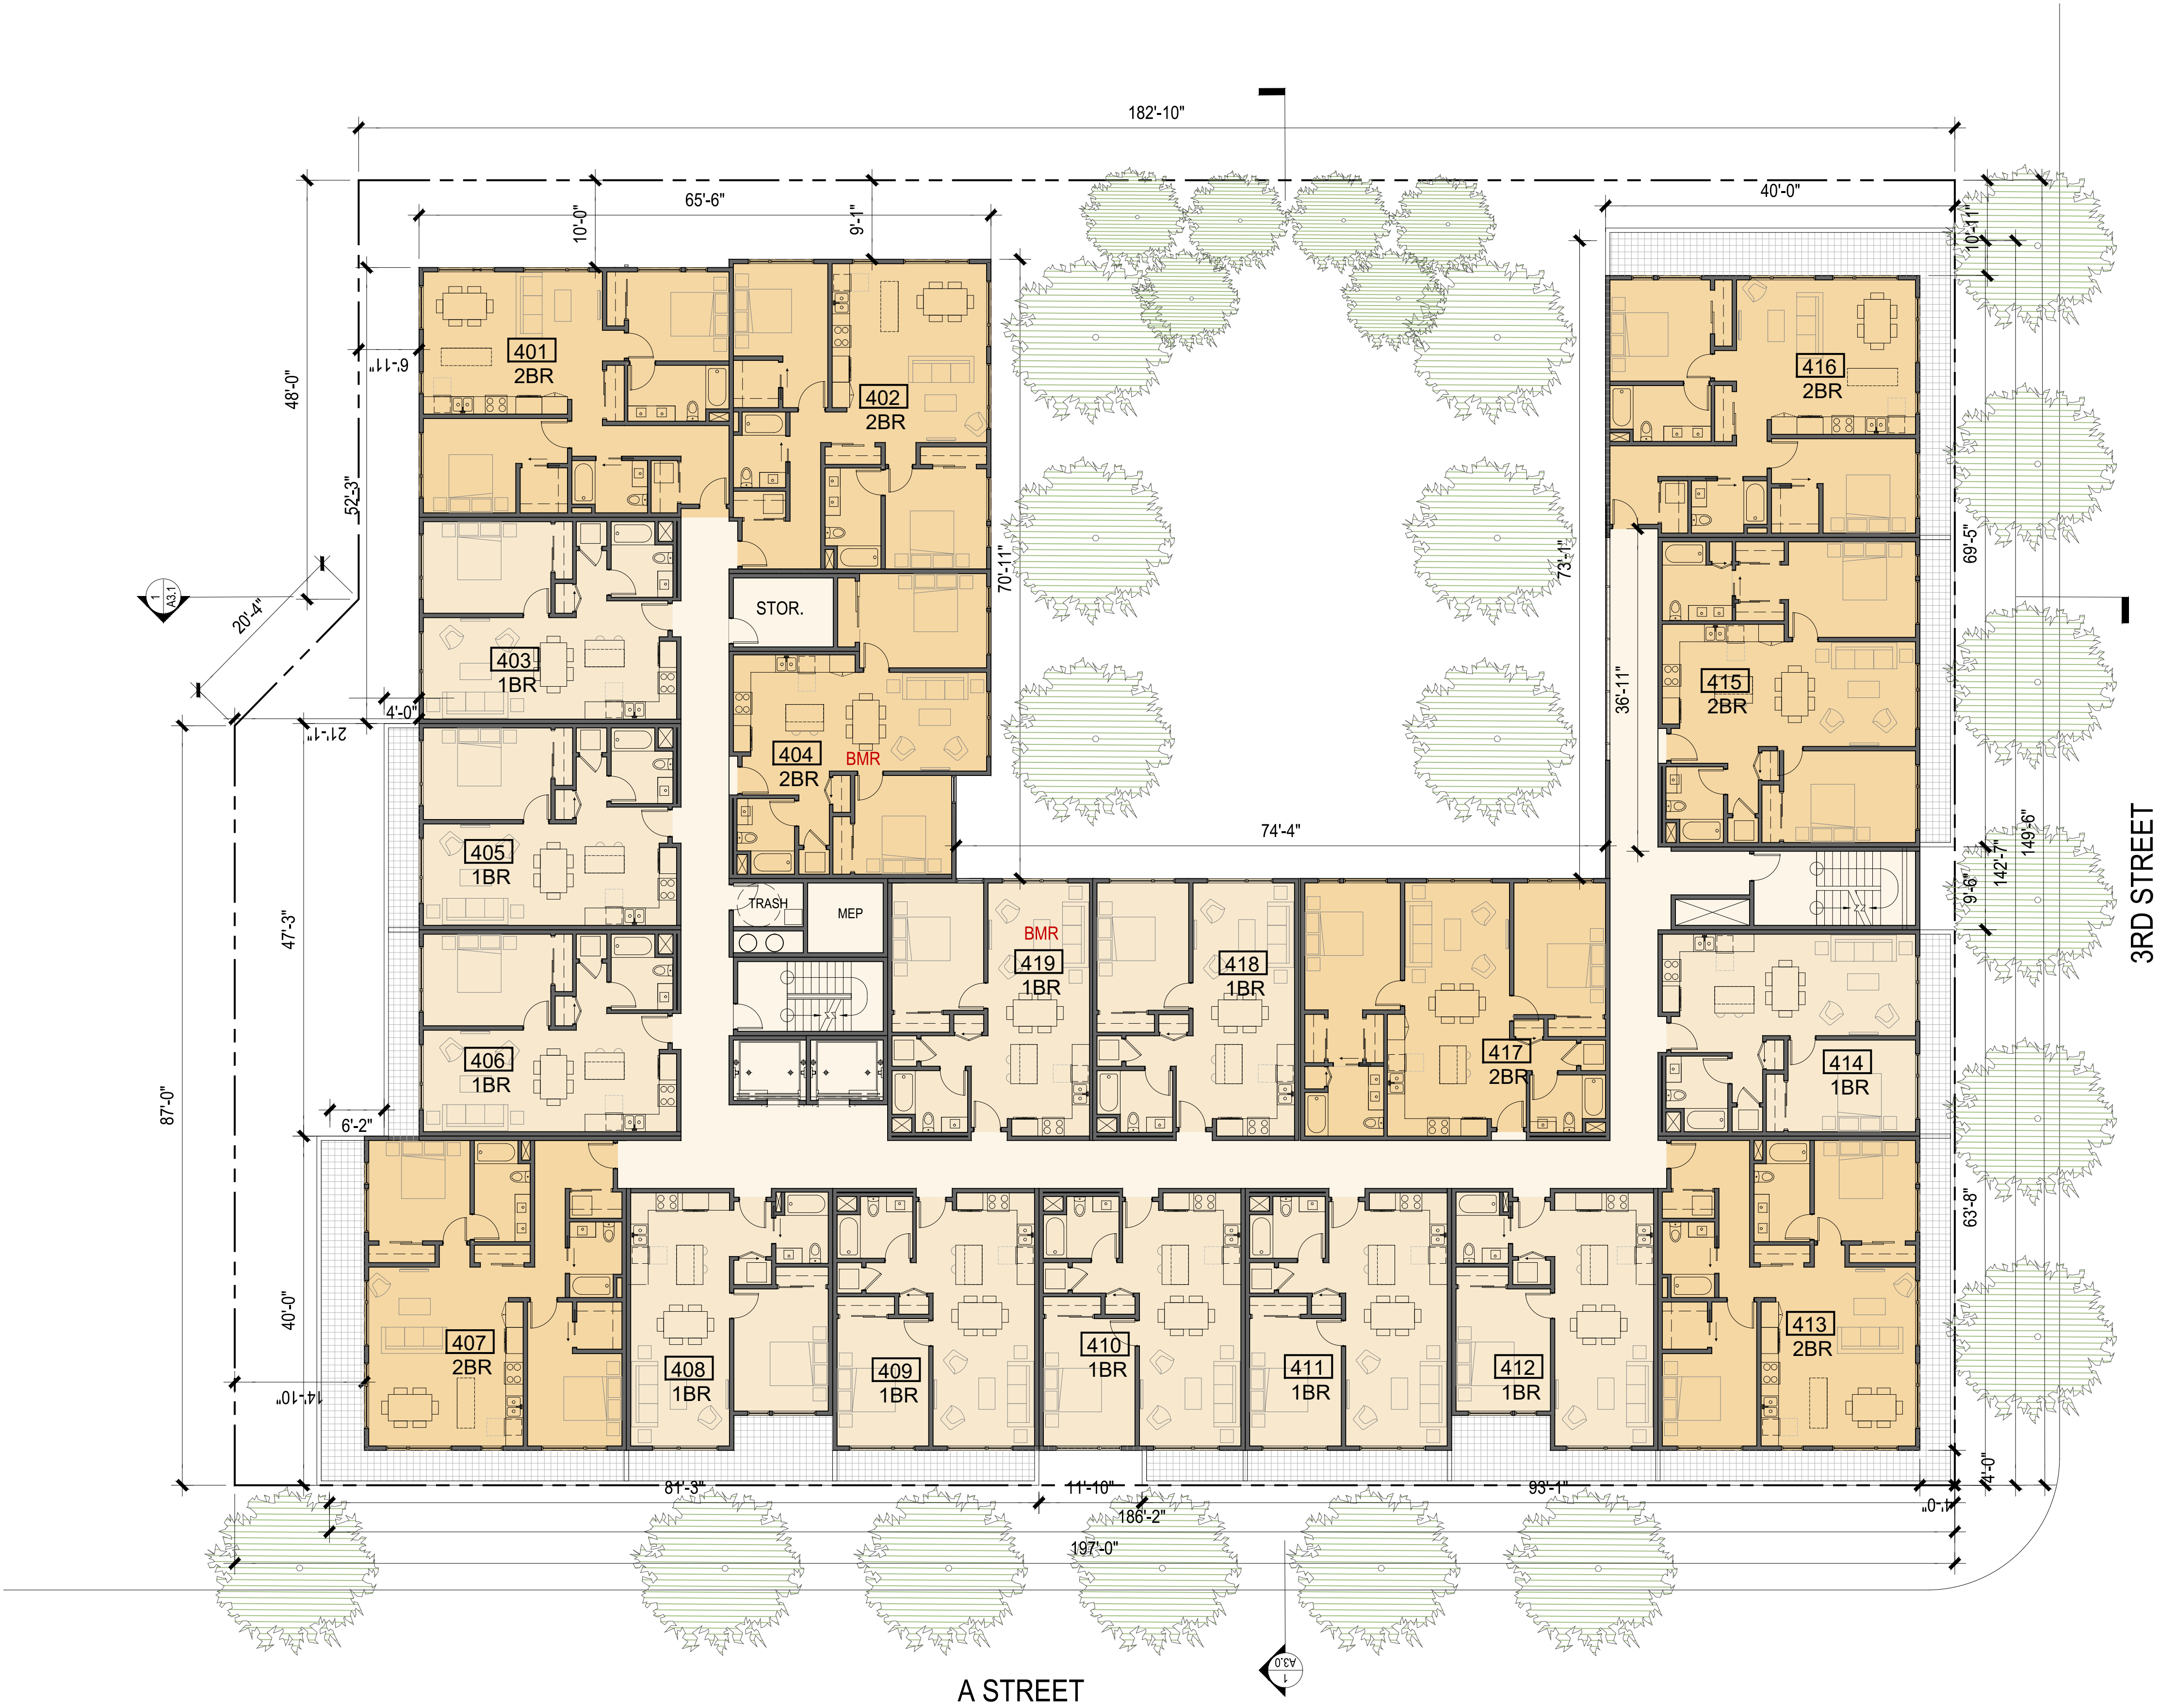 182'-10"
65'-6"
40'-0"
10'-0"
9'-1"
10'-11"
6'-11"
48'-0"
52'-3"
401
2BR
402
2BR
416
2BR
70'-11"
73'-1"
69'-5"
1
A3.1
20'-4"
STOR.
403
1BR
4'-0"
21'-1"
36'-11"
415
2BR
404
2BR
BMR
74'-4"
149'-6"
142'-7"
9'-6"
3RD STREET
405
1BR
47'-3"
TRASH
MEP
BMR
419
1BR
418
1BR
417
2BR
414
1BR
406
1BR
87'-0"
6'-2"
63'-8"
40'-0"
407
2BR
408
1BR
409
1BR
410
1BR
411
1BR
412
1BR
413
2BR
14'-10"
4'-0"
4'-0"
81'-3"
11'-10"
93'-1"
186'-2"
197'-0"
1
A3.0
A STREET